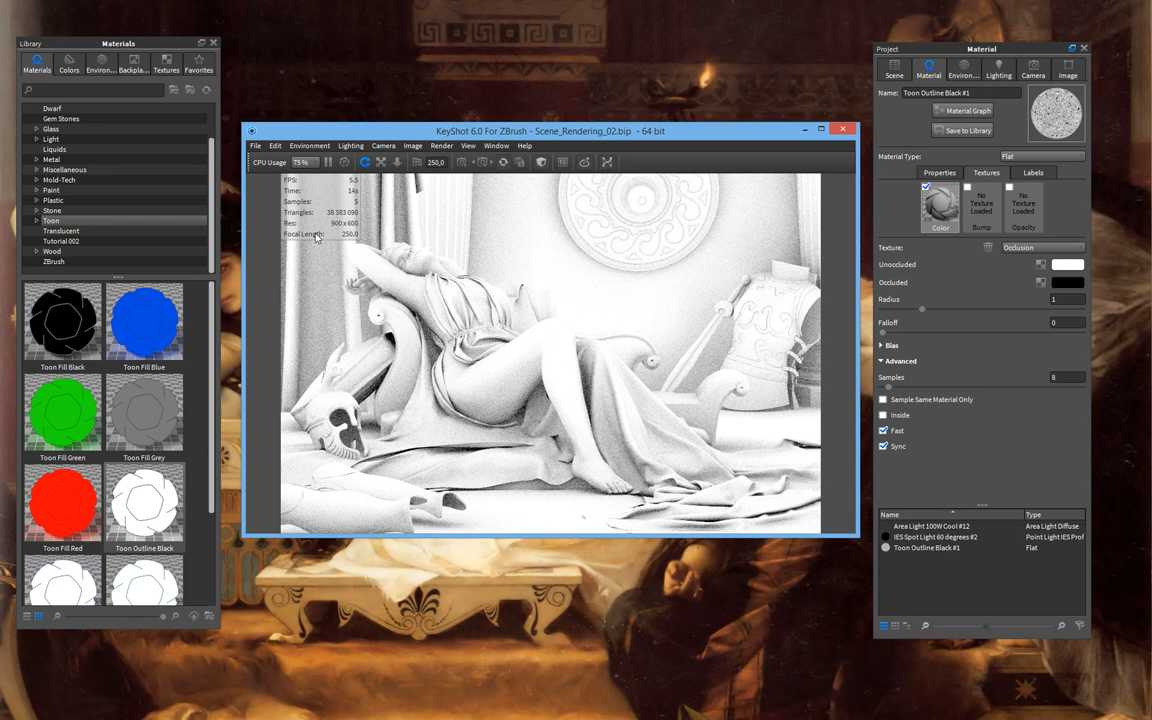 Library
Materials
Materials
Colors
Environ...
Backpla...
Textures
Favorites
Dwarf
Gem Stones
Glass
Light
Liquids
Metal
Miscellaneous
Mold-Tech
Paint
Plastic
Stone
Toon
Translucent
Tutorial 002
Wood
ZBrush
Toon Fill Black
Toon Fill Blue
Toon Fill Green
Toon Fill Grey
Toon Fill Red
Toon Outline Black
KeyShot 6.0 For ZBrush - Scene_Rendering_02.bip - 64 bit
File Edit Environment Lighting Camera Image Render View Window Help
CPU Usage 75 % 250,0
FPS: 5.5
Time: 14s
Samples: 5
Triangles: 38 383 090
Res: 900 x 600
Focal Length: 250.0
Project
Material
Scene
Material
Environ...
Lighting
Camera
Image
Name: Toon Outline Black #1
Material Graph
Save to Library
Material Type: Flat
Properties
Textures
Labels
Color
No Texture Loaded
Bump
No Texture Loaded
Opacity
Texture: Occlusion
Unoccluded
Occluded
Radius 1
Falloff 0
Bias
Advanced
Samples 8
Sample Same Material Only
Inside
Fast
Sync
Name Type
Area Light 100W Cool #12 Area Light Diffuse
IES Spot Light 60 degrees #2 Point Light IES Prof
Toon Outline Black #1 Flat